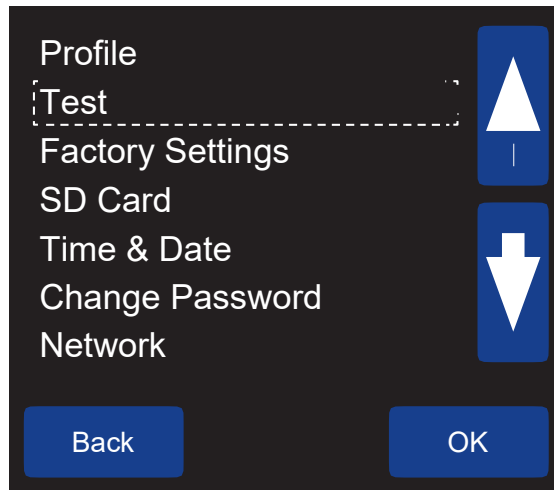 Profile
Test
Factory Settings
SD Card
Time & Date
Change Password
Network
Back
OK